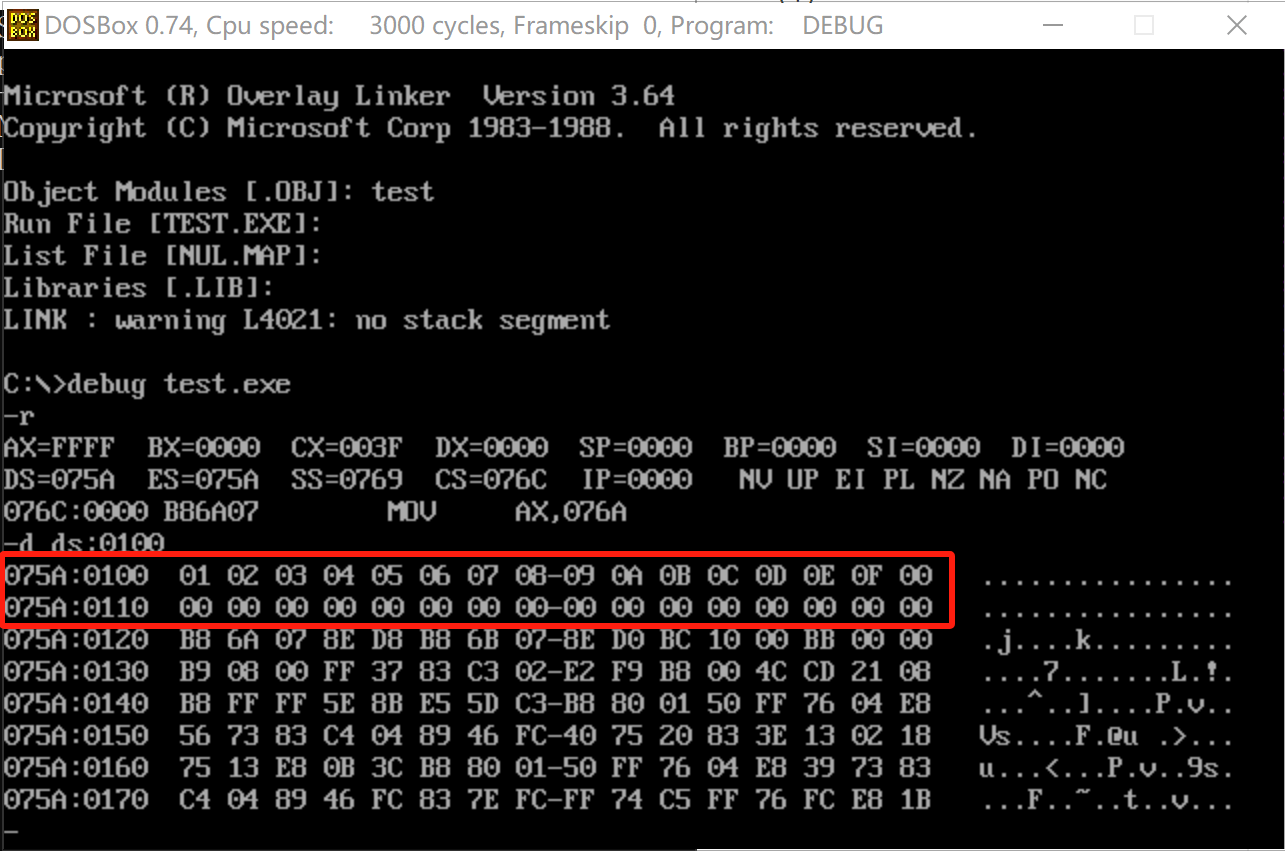 DOS BOX DOSBox 0.74, Cpu speed: 3000 cycles, Frameskip 0, Program: DEBUG
Microsoft (R) Overlay Linker Version 3.64
Copyright (C) Microsoft Corp 1983-1988. All rights reserved.
Object Modules [.OBJ]: test
Run File [TEST.EXE]:
List File [NUL.MAP]:
Libraries [.LIB]:
LINK : warning L4021: no stack segment
C:\>debug test.exe
-r
AX=FFFF BX=0000 CX=003F DX=0000 SP=0000 BP=0000 SI=0000 DI=0000
DS=075A ES=075A SS=0769 CS=076C IP=0000 NV UP EI PL NZ NA PO NC
076C:0000 B86A07 MOV AX,076A
-d ds:0100
075A:0100 01 02 03 04 05 06 07 08-09 0A 0B 0C 0D 0E 0F 00 ................
075A:0110 00 00 00 00 00 00 00 00-00 00 00 00 00 00 00 00 ................
075A:0120 B8 6A 07 8E D8 B8 6B 07-8E D0 BC 10 00 BB 00 00 .j....k.........
075A:0130 B9 08 00 FF 37 83 C3 02-E2 F9 B8 00 4C CD 21 08 ....7.......L.!.
075A:0140 B8 FF FF 5E 8B E5 5D C3-B8 80 01 50 FF 76 04 E8 ...^..]....P.v..
075A:0150 56 73 83 C4 04 89 46 FC-40 75 20 83 3E 13 02 18 Vs....F.@u .>...
075A:0160 75 13 E8 0B 3C B8 80 01-50 FF 76 04 E8 39 73 83 u...<...P.v..9s.
075A:0170 C4 04 89 46 FC 83 7E FC-FF 74 C5 FF 76 FC E8 1B ...F..~..t..v...
-